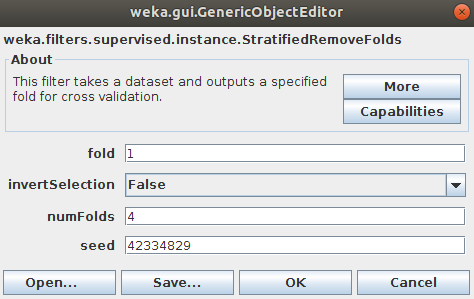 weka.gui.GenericObjectEditor
weka.filters.supervised.instance.StratifiedRemoveFolds
About
This filter takes a dataset and outputs a specified
fold for cross validation.
More
Capabilities
fold 1
invertSelection False
numFolds 4
seed 42334829
Open... Save... OK Cancel